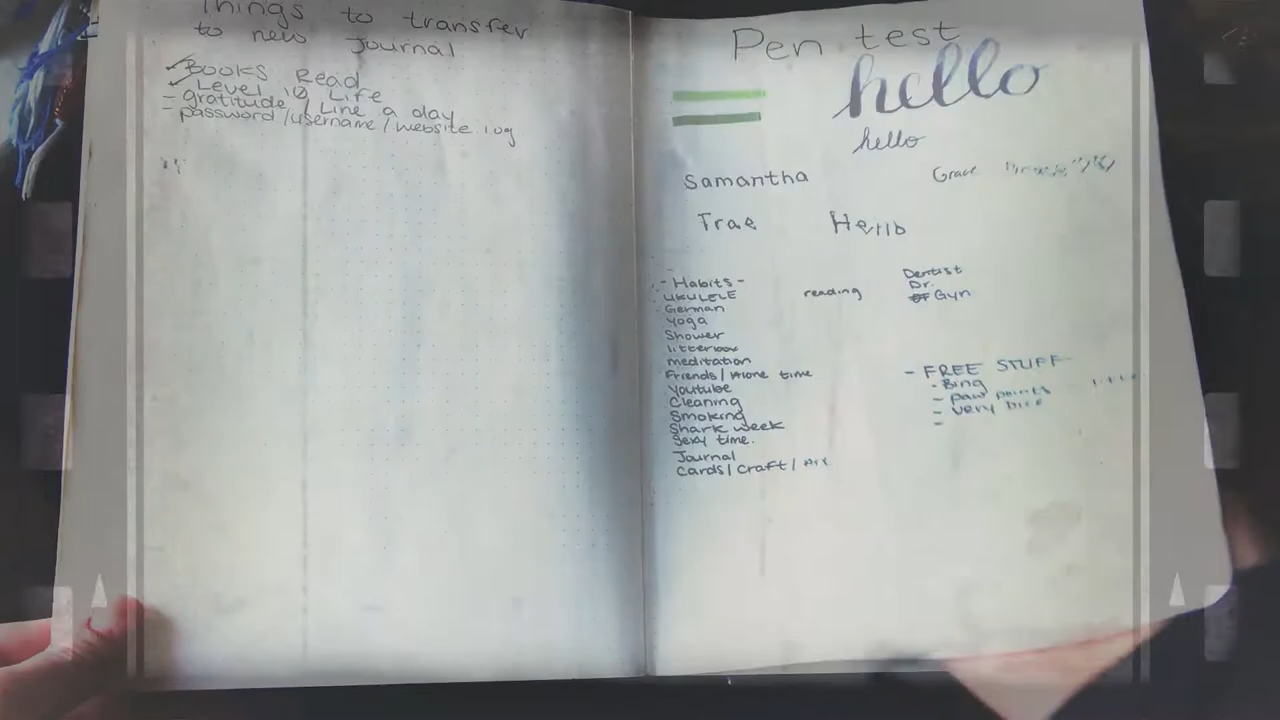 Things to transfer
to new Journal
Books Read
Level 10 Life
- gratitude / Line a day
- password/username/website log
Pen test
hello
hello
Samantha
Grace
Trae
- Habits -
UKULELE
reading
German
Yoga
Shower
litterbox
meditation
Friends/Alone time
Youtube
Cleaning
Smoking
Shark week
Sexy time.
Journal
Cards/Craft/Art
Dentist
Dr.
Gyn
- FREE STUFF
- Bing
- paw points
- very nice
-